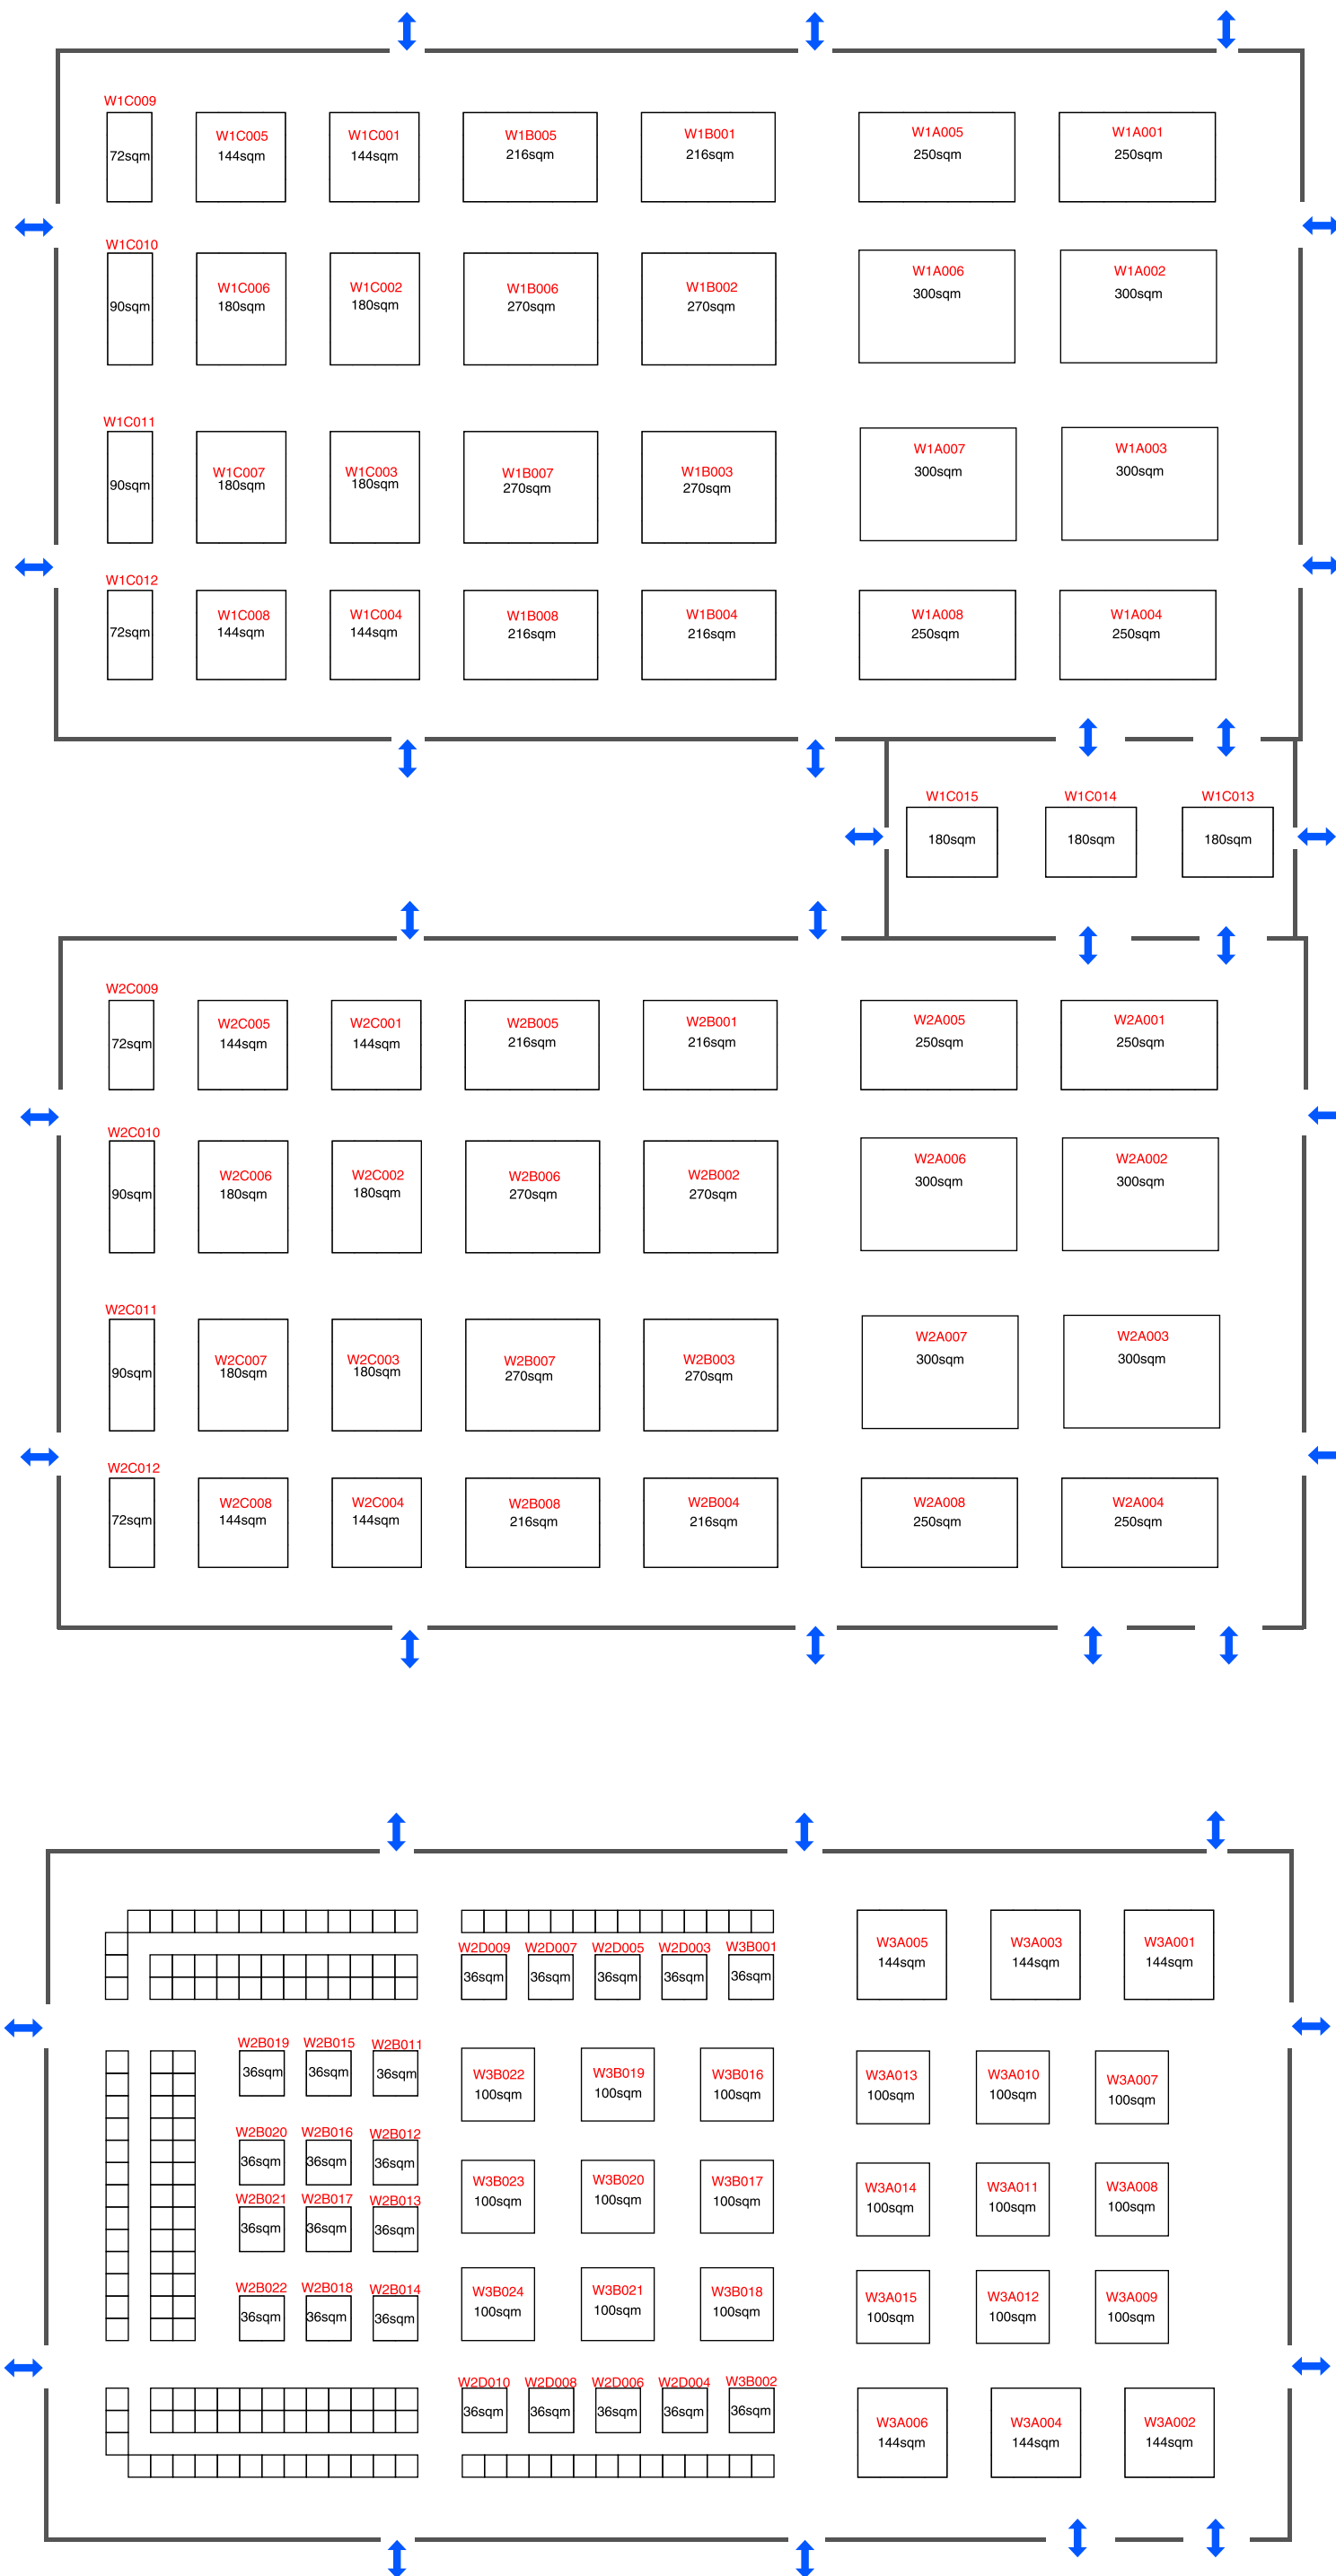 W1C009
W1C005
144sqm
W1C001
144sqm
W1B005
216sqm
W1B001
216sqm
W1A005
250sqm
W1A001
250sqm
72sqm
W1C010
90sqm
W1C006
180sqm
W1C002
180sqm
W1B006
270sqm
W1B002
270sqm
W1A006
300sqm
W1A002
300sqm
W1C011
90sqm
W1C007
180sqm
W1C003
180sqm
W1B007
270sqm
W1B003
270sqm
W1A007
300sqm
W1A003
300sqm
W1C012
72sqm
W1C008
144sqm
W1C004
144sqm
W1B008
216sqm
W1B004
216sqm
W1A008
250sqm
W1A004
250sqm
W1C015
180sqm
W1C014
180sqm
W1C013
180sqm
W2C009
72sqm
W2C005
144sqm
W2C001
144sqm
W2B005
216sqm
W2B001
216sqm
W2A005
250sqm
W2A001
250sqm
W2C010
90sqm
W2C006
180sqm
W2C002
180sqm
W2B006
270sqm
W2B002
270sqm
W2A006
300sqm
W2A002
300sqm
W2C011
90sqm
W2C007
180sqm
W2C003
180sqm
W2B007
270sqm
W2B003
270sqm
W2A007
300sqm
W2A003
300sqm
W2C012
72sqm
W2C008
144sqm
W2C004
144sqm
W2B008
216sqm
W2B004
216sqm
W2A008
250sqm
W2A004
250sqm
W2D009
36sqm
W2D007
36sqm
W2D005
36sqm
W2D003
36sqm
W3B001
36sqm
W3A005
144sqm
W3A003
144sqm
W3A001
144sqm
W2B019
36sqm
W2B015
36sqm
W2B011
36sqm
W3B022
100sqm
W3B019
100sqm
W3B016
100sqm
W3A013
100sqm
W3A010
100sqm
W3A007
100sqm
W2B020
36sqm
W2B016
36sqm
W2B012
36sqm
W3B023
100sqm
W3B020
100sqm
W3B017
100sqm
W3A014
100sqm
W3A011
100sqm
W3A008
100sqm
W2B021
36sqm
W2B017
36sqm
W2B013
36sqm
W2B022
36sqm
W2B018
36sqm
W2B014
36sqm
W3B024
100sqm
W3B021
100sqm
W3B018
100sqm
W3A015
100sqm
W3A012
100sqm
W3A009
100sqm
W2D010
36sqm
W2D008
36sqm
W2D006
36sqm
W2D004
36sqm
W3B002
36sqm
W3A006
144sqm
W3A004
144sqm
W3A002
144sqm